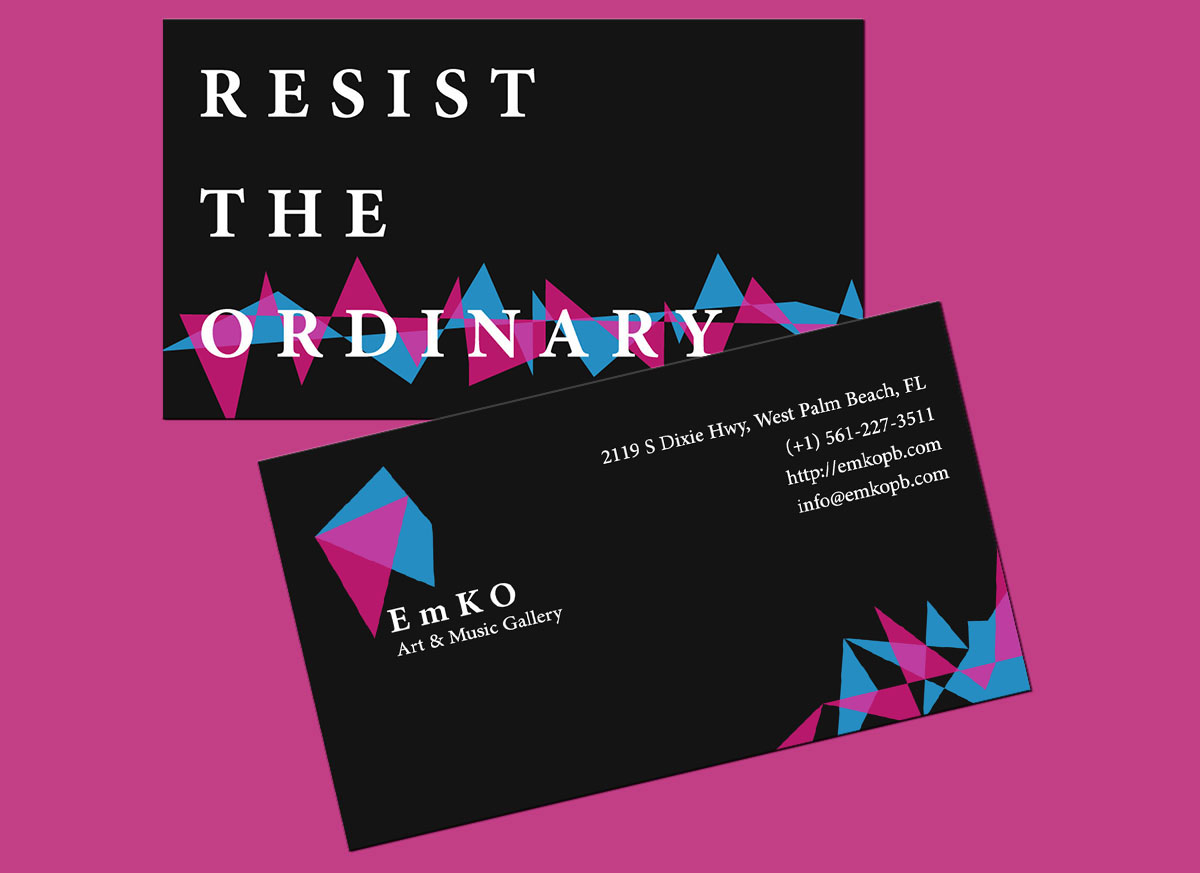 RESIST
THE
ORDINARY
2119 S Dixie Hwy, West Palm Beach, FL
(+1) 561-227-3511
http://emkopb.com
info@emkopb.com
EmKO
Art & Music Gallery